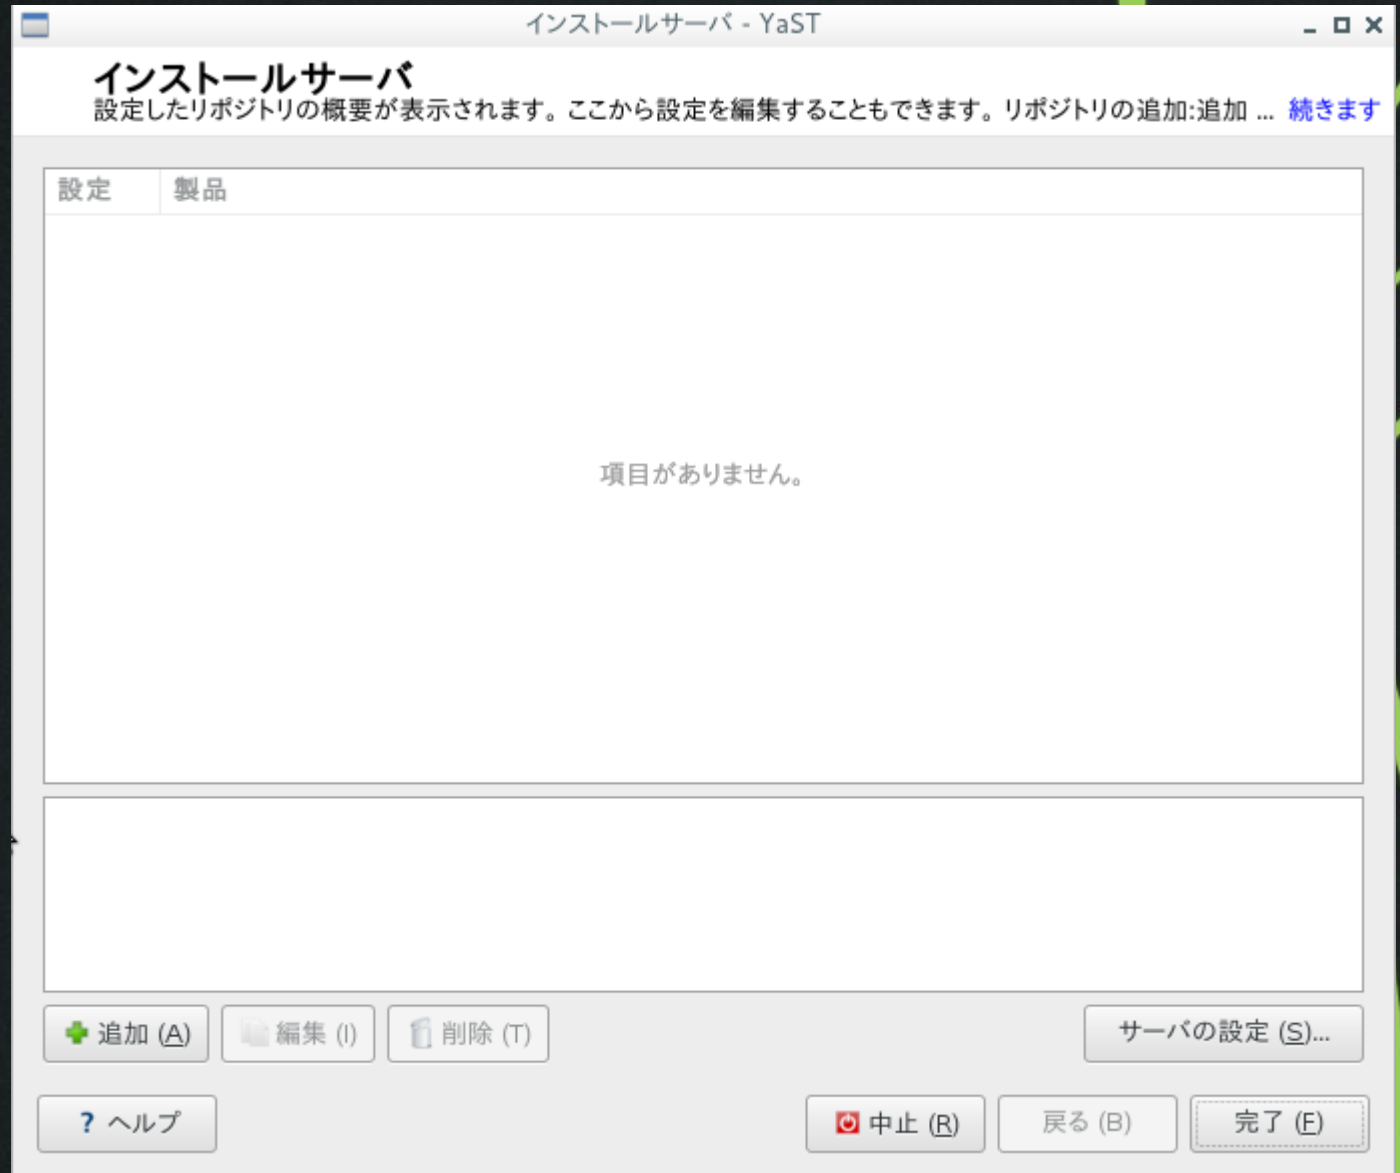 インストールサーバ - YaST
インストールサーバ
設定したリポジトリの概要が表示されます。ここから設定を編集することもできます。リポジトリの追加:追加 ... 続きます
設定 製品
項目がありません。
追加 (A) 編集 (I) 削除 (T) サーバの設定 (S)...
? ヘルプ 中止 (R) 戻る (B) 完了 (F)